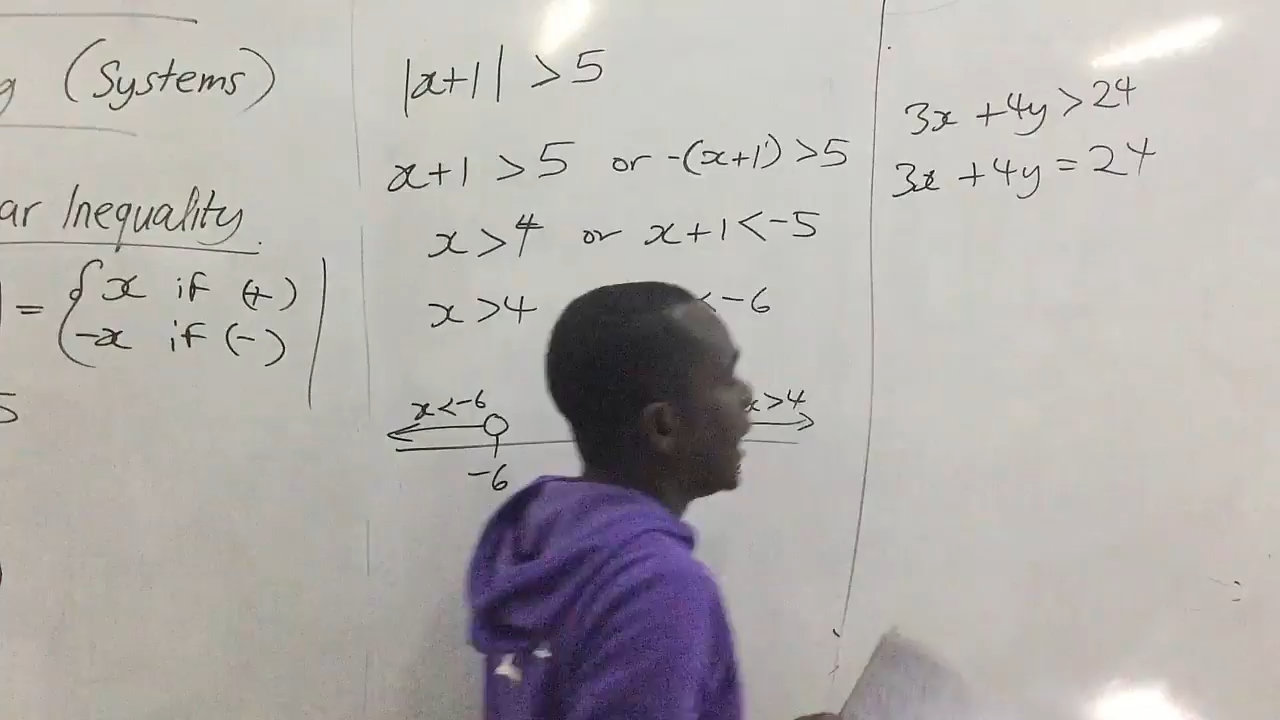 g (Systems)
ar Inequality
| = { x if (+)
-x if (-)
5
|x+1| > 5
x+1 > 5 or -(x+1) > 5
x > 4 or x+1 < -5
x > 4 < -6
x < -6 x > 4
-6
3x + 4y > 24
3x + 4y = 24